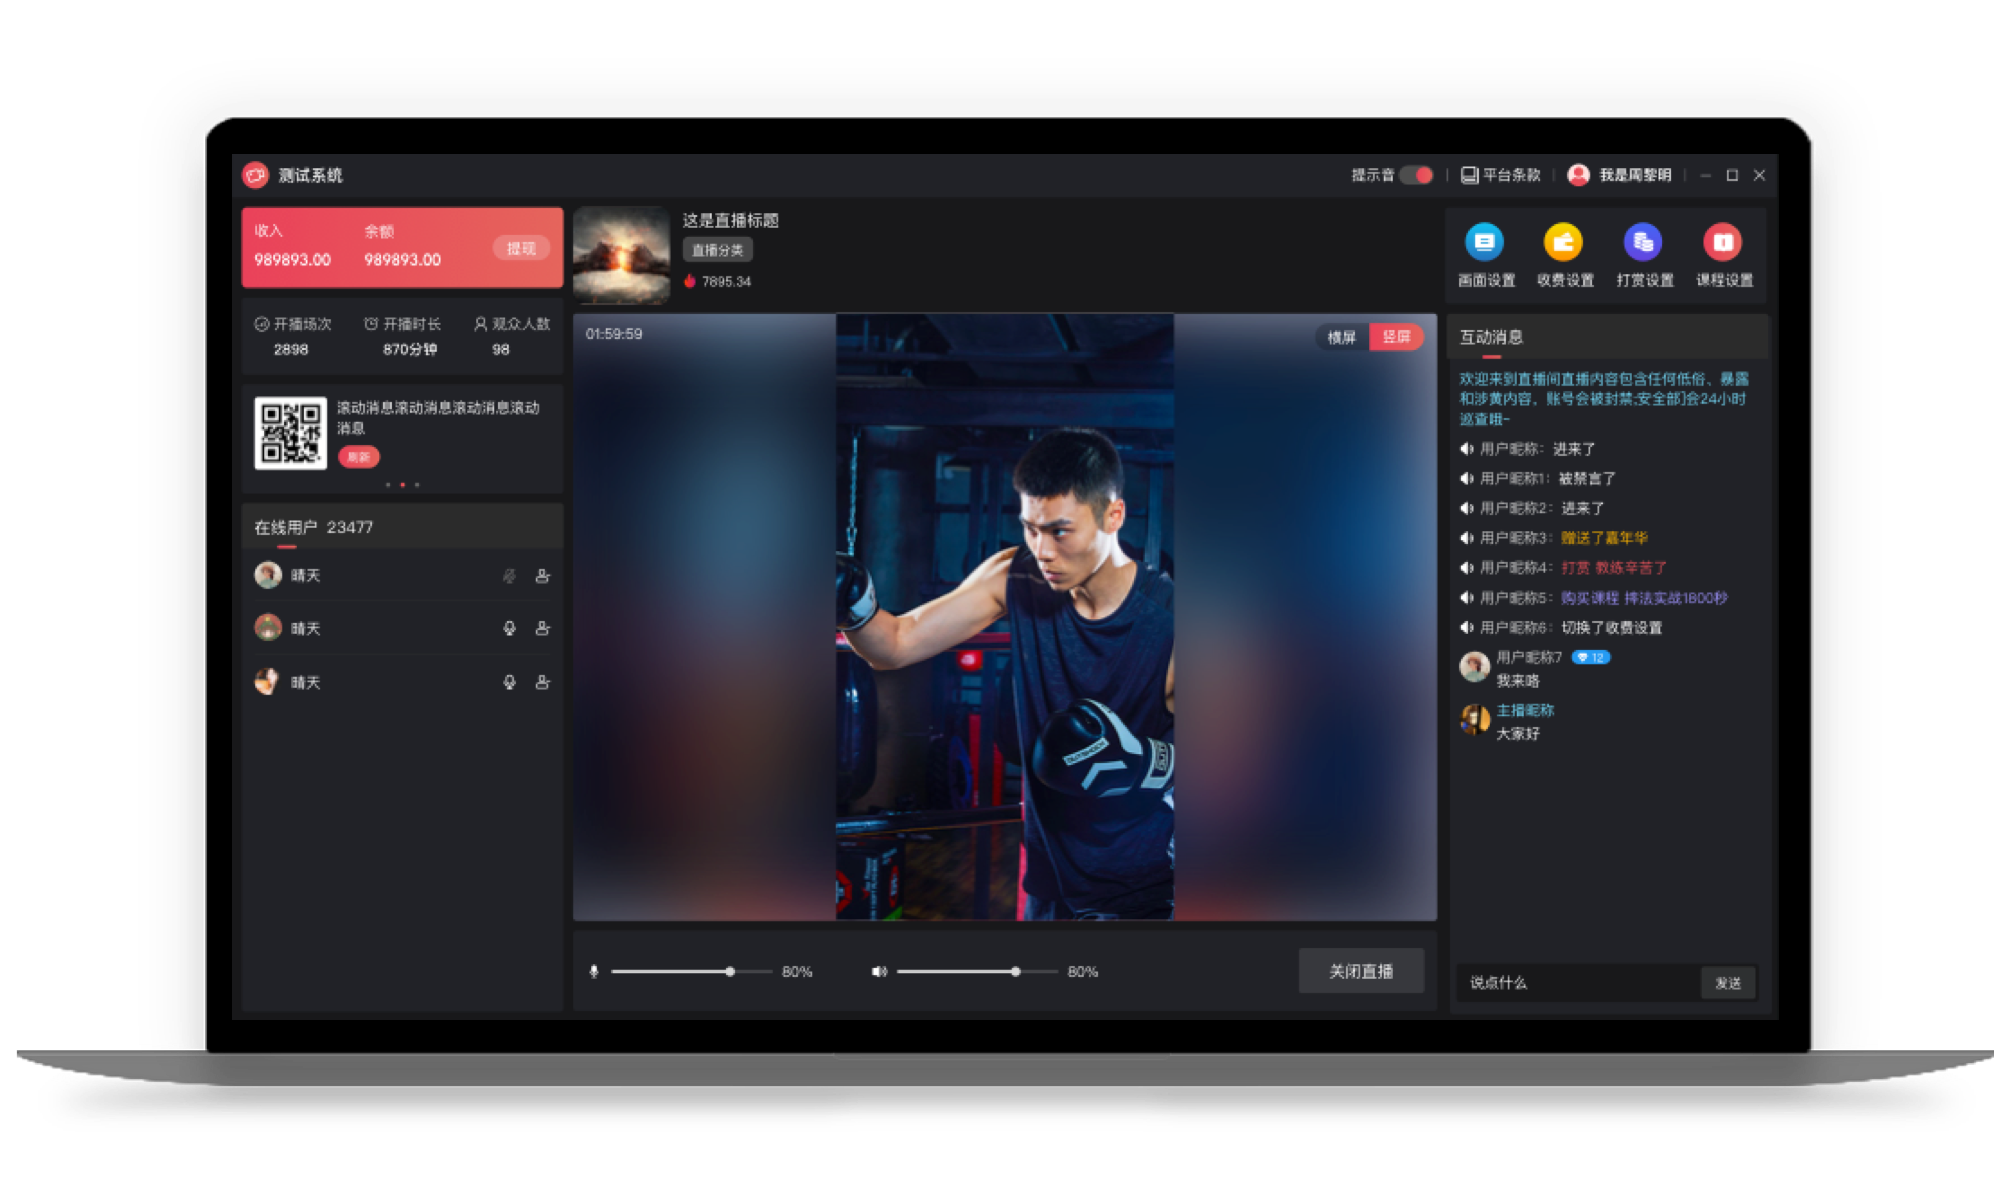 测试系统
提示音
平台条款
我是周黎明
收入
余额
989893.00
989893.00
提现
开播场次
开播时长
观众人数
2898
870分钟
98
滚动消息滚动消息滚动消息滚动
消息
刷新
在线用户 23477
晴天
晴天
晴天
这是直播标题
直播分类
7895.34
01:59:59
横屏
竖屏
OUTSHOCK
80%
80%
关闭直播
画面设置
收费设置
打赏设置
课程设置
互动消息
欢迎来到直播间直播内容包含任何低俗、暴露
和涉黄内容，账号会被封禁;安全部门会24小时
巡查哦~
用户昵称：进来了
用户昵称1：被禁言了
用户昵称2：进来了
用户昵称3：赠送了嘉年华
用户昵称4：打赏 教练辛苦了
用户昵称5：购买课程 摔法实战1800秒
用户昵称6：切换了收费设置
用户昵称7
12
我来咯
主播昵称
大家好
说点什么
发送